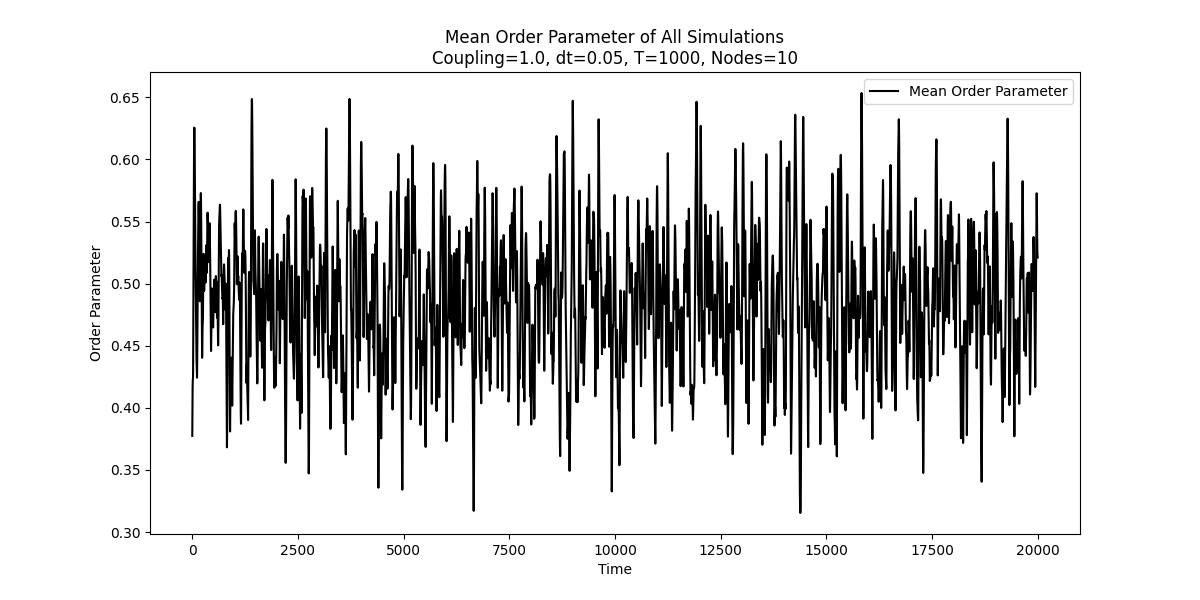 Mean Order Parameter of All Simulations
Coupling=1.0, dt=0.05, T=1000, Nodes=10
Mean Order Parameter
0.65
0.60
0.55
0.50
0.45
0.40
0.35
0.30
Order Parameter
0 2500 5000 7500 10000 12500 15000 17500 20000
Time